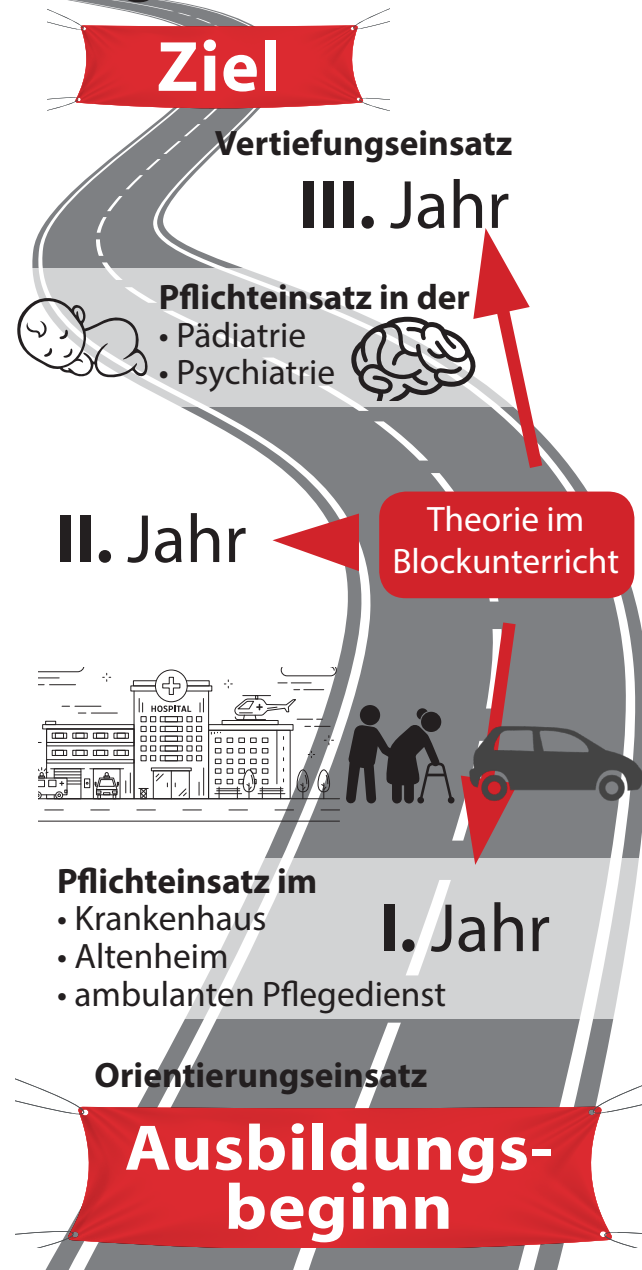 Ziel
Vertiefungseinsatz
III. Jahr
Pflichteinsatz in der
• Pädiatrie
• Psychiatrie
Theorie im
Blockunterricht
II. Jahr
HOSPITAL
Pflichteinsatz im
• Krankenhaus
• Altenheim
• ambulanten Pflegedienst
I. Jahr
Orientierungseinsatz
Ausbildungs-
beginn